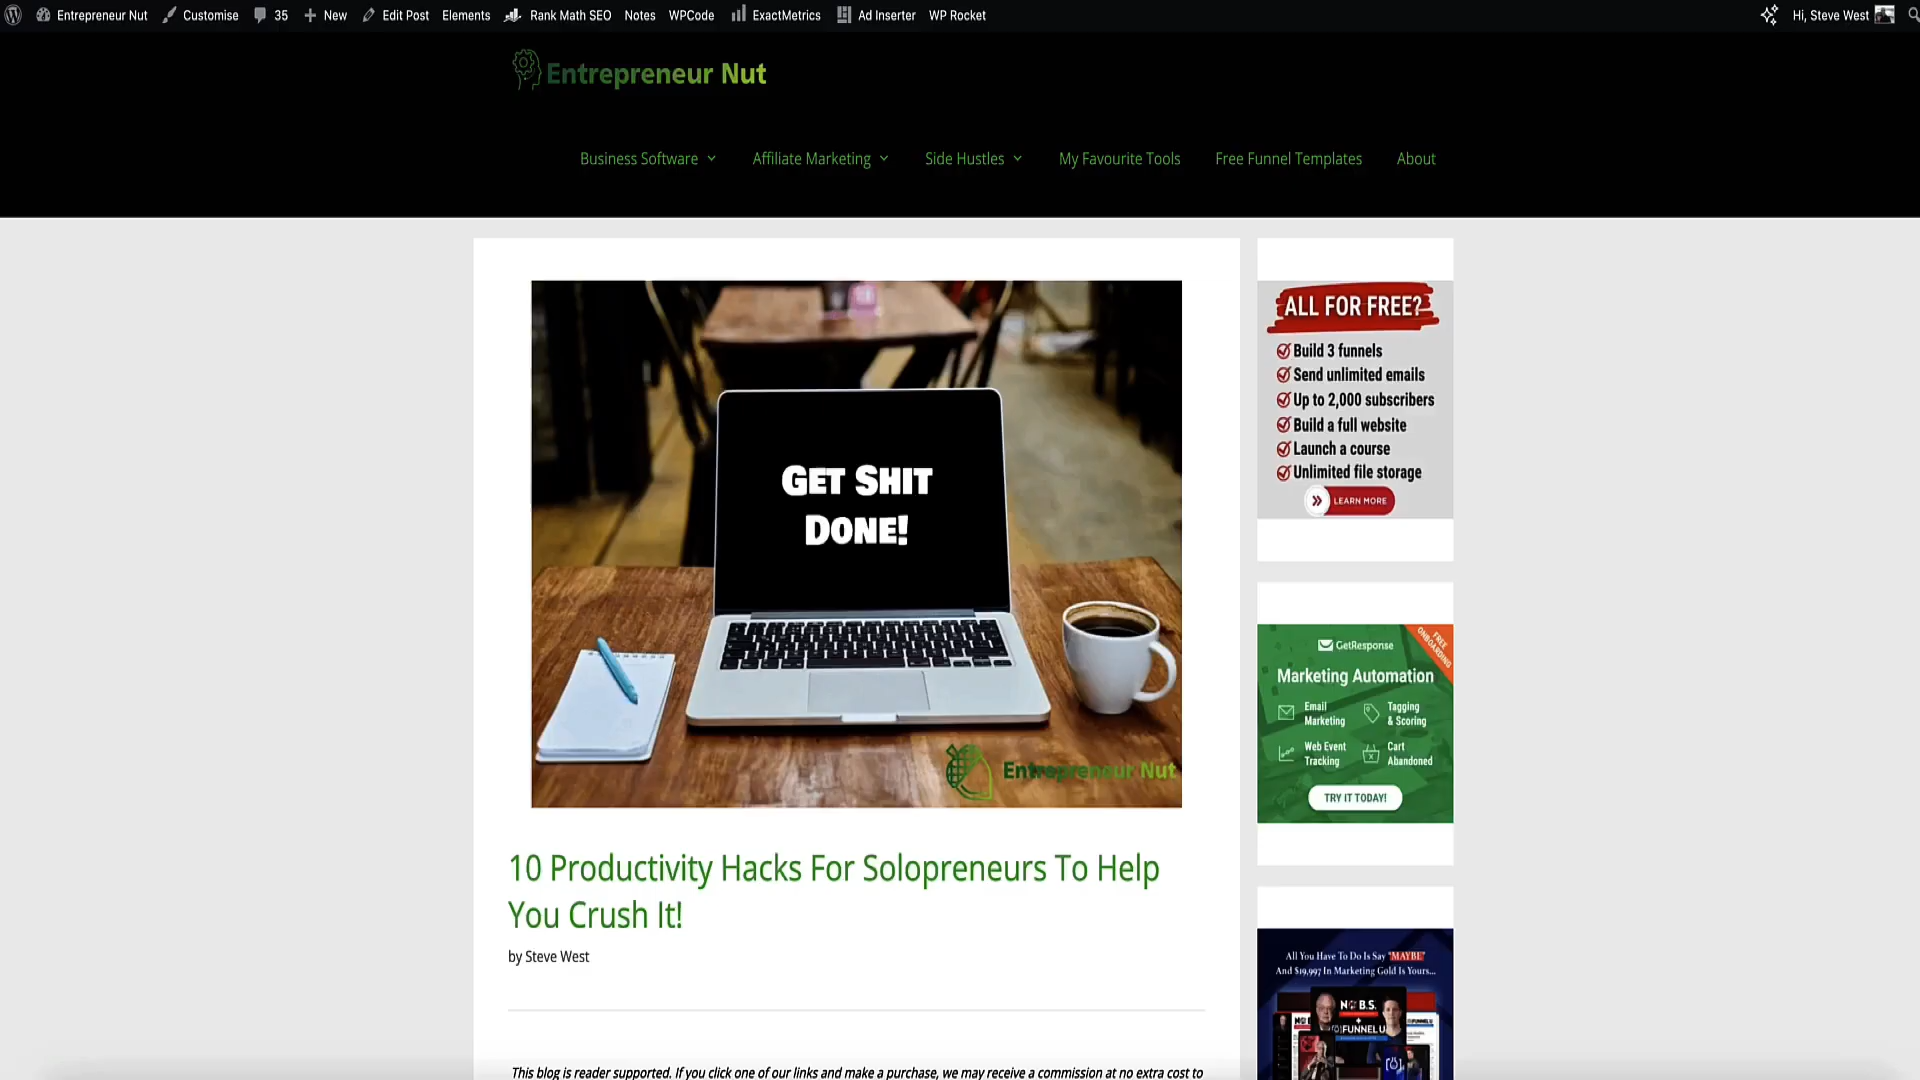 Entrepreneur Nut Customise 35 New Edit Post Elements Rank Math SEO Notes WPCode ExactMetrics Ad Inserter WP Rocket Hi, Steve West
Entrepreneur Nut
Business Software Affiliate Marketing Side Hustles My Favourite Tools Free Funnel Templates About
GET SHIT
DONE!
Entrepreneur Nut
10 Productivity Hacks For Solopreneurs To Help
You Crush It!
by Steve West
This blog is reader supported. If you click one of our links and make a purchase, we may receive a commission at no extra cost to
ALL FOR FREE?
Build 3 funnels
Send unlimited emails
Up to 2,000 subscribers
Build a full website
Launch a course
Unlimited file storage
LEARN MORE
FREE
ONBOARDING
GetResponse
Marketing Automation
Email
Marketing
Tagging
& Scoring
Web Event
Tracking
Cart
Abandoned
TRY IT TODAY!
All You Have To Do Is Say "MAYBE"
And $19,997 In Marketing Gold Is Yours...
NO B.S.
+
FUNNEL U